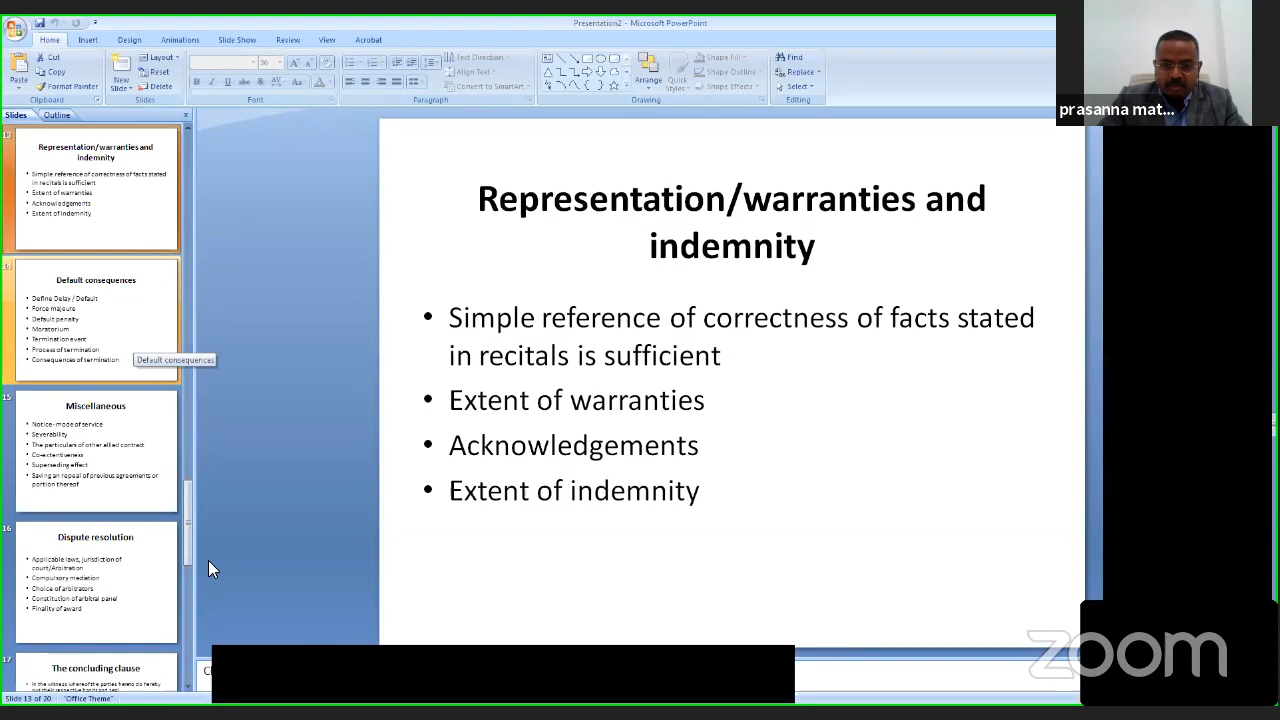 Presentation2 - Microsoft PowerPoint
Home Insert Design Animations Slide Show Review View Acrobat
Paste
Cut
Copy
Format Painter
Clipboard
New
Slide
Layout
Reset
Delete
Slides
36
Font
Paragraph
Text Direction
Align Text
Convert to SmartArt
Arrange
Quick
Styles
Shape Fill
Shape Outline
Shape Effects
Drawing
Find
Replace
Select
Editing
prasanna mat...
Slides Outline
13
Representation/warranties and
indemnity
• Simple reference of correctness of facts stated
in recitals is sufficient
• Extent of warranties
• Acknowledgements
• Extent of indemnity
14
Default consequences
• Define Delay / Default
• Force majeure
• Default penalty
• Moratorium
• Termination event
• Process of termination
• Consequences of termination
Default consequences
15
Miscellaneous
• Notice- mode of service
• Severability
• The particulars of other allied contract
• Co-extentiveness
• Superseding effect
• Saving an repeal of previous agreements or
portion thereof
16
Dispute resolution
• Applicable laws, jurisdiction of
court/Arbitration
• Compulsory mediation
• Choice of arbitrators
• Constitution of arbitral panel
• Finality of award
17
The concluding clause
• In the witness whereof the parties hereto do hereby
Representation/warranties and
indemnity
• Simple reference of correctness of facts stated
in recitals is sufficient
• Extent of warranties
• Acknowledgements
• Extent of indemnity
zoom
Slide 13 of 20 "Office Theme"